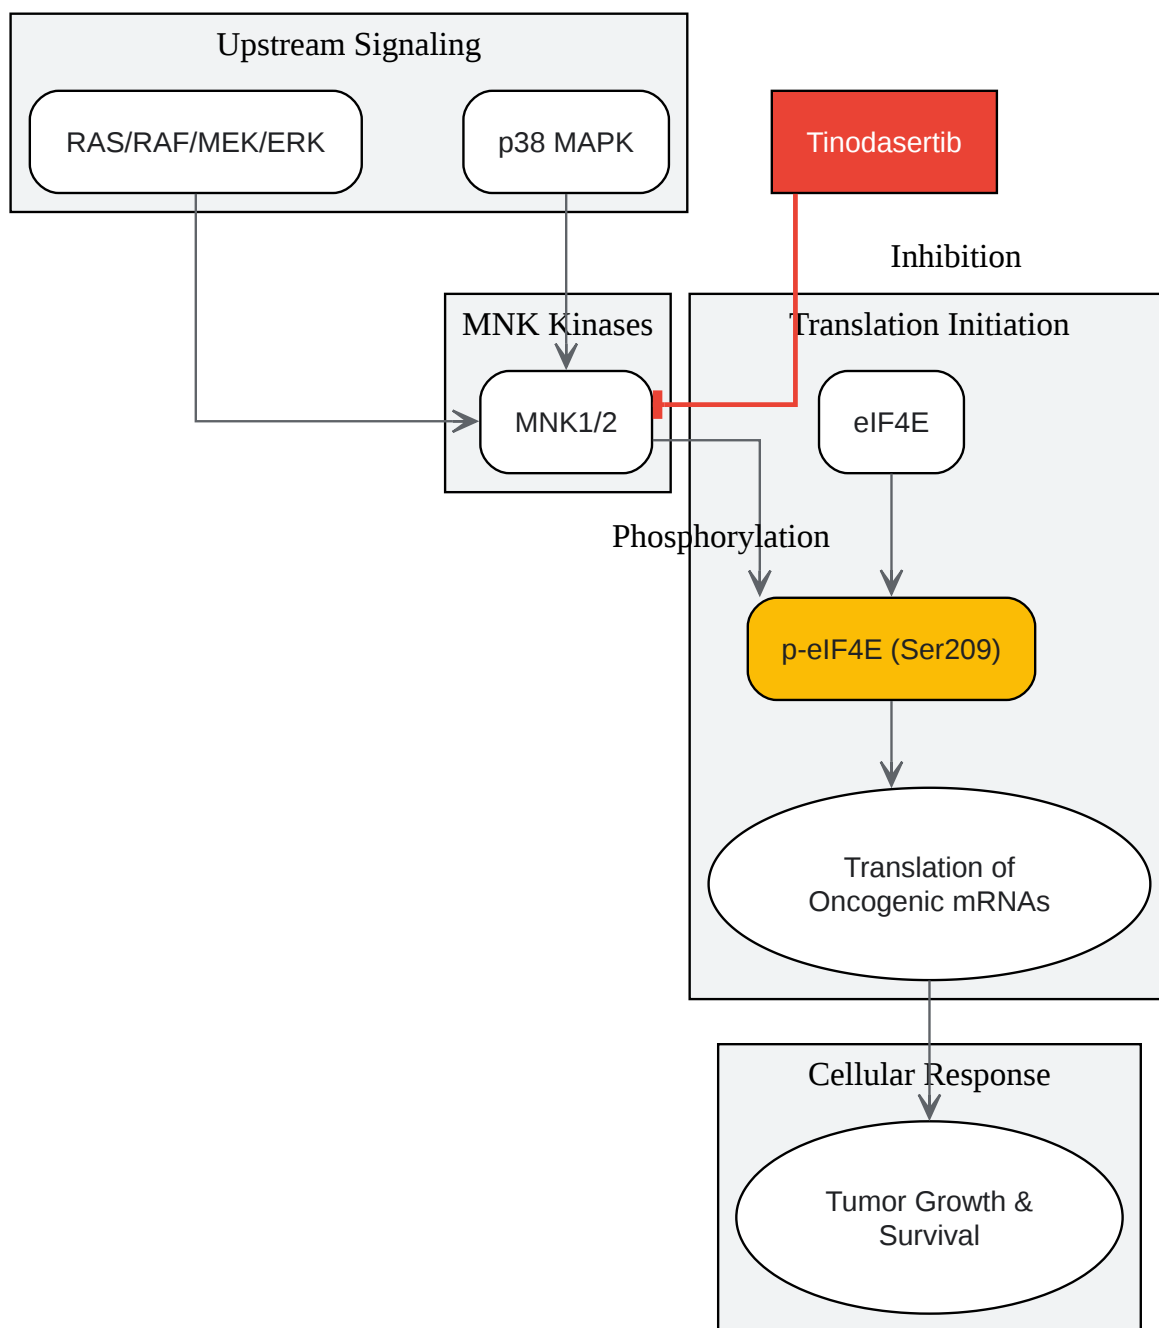 Upstream Signaling
RAS/RAF/MEK/ERK
p38 MAPK
Tinodasertib
Inhibition
MNK Kinases
Translation Initiation
MNK1/2
eIF4E
Phosphorylation
p-eIF4E (Ser209)
Translation of
Oncogenic mRNAs
Cellular Response
Tumor Growth &
Survival